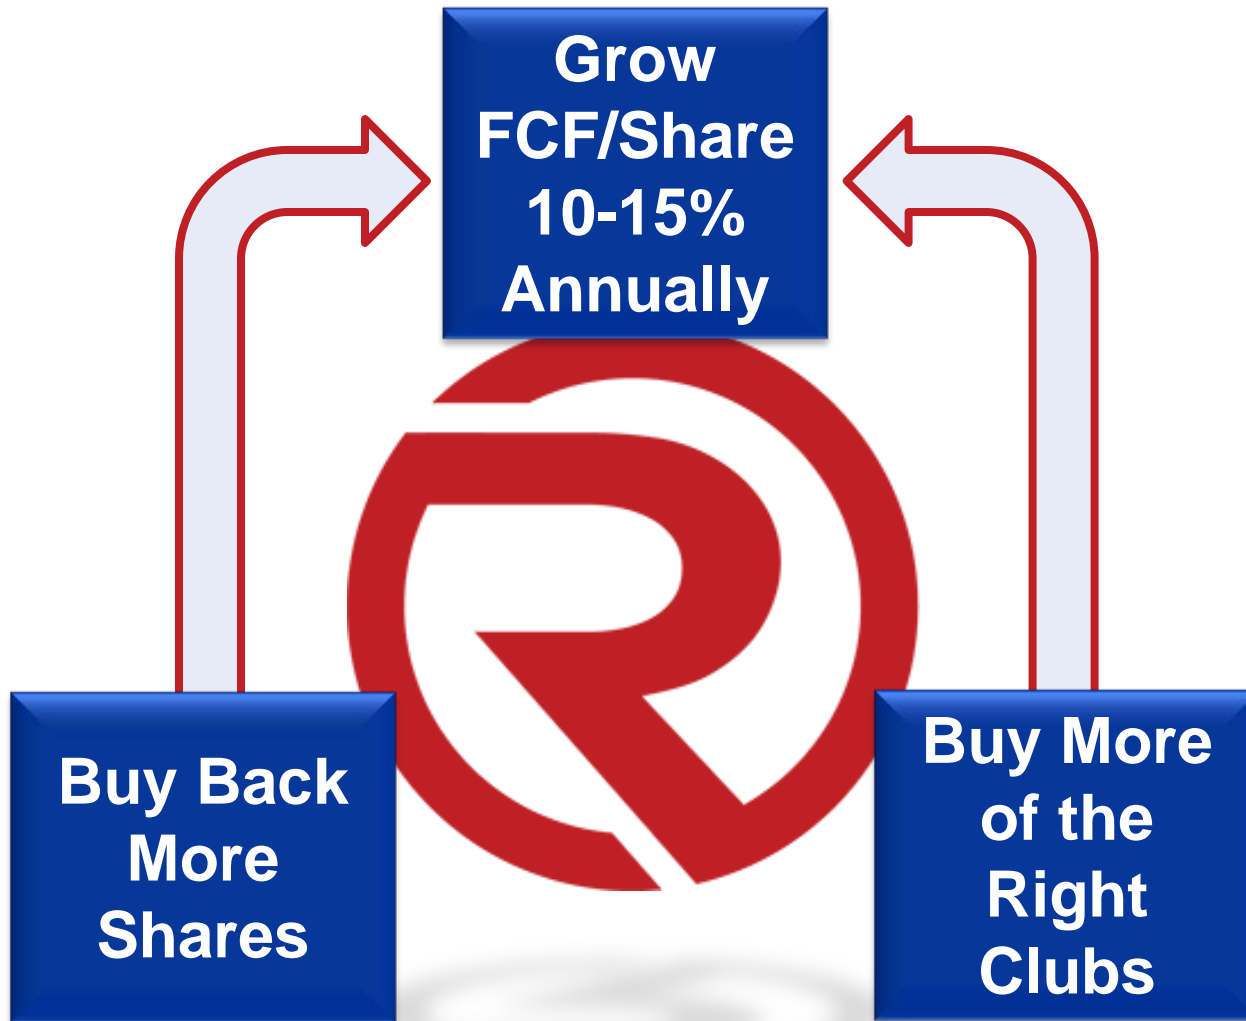 Grow
FCF/Share
10-15%
Annually
Buy Back
More
Shares
Buy More
of the
Right
Clubs